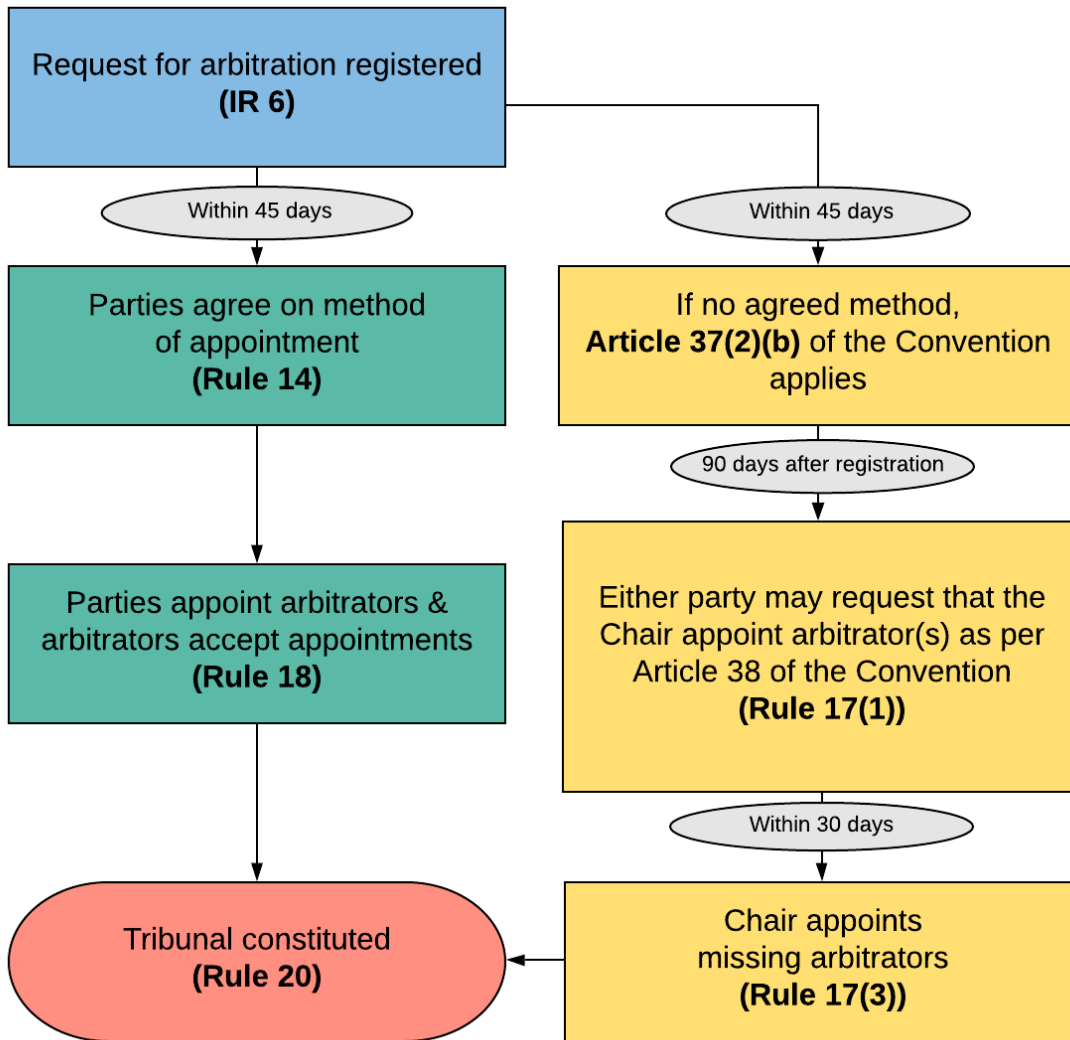 Request for arbitration registered
(IR 6)
Within 45 days
Within 45 days
Parties agree on method
of appointment
(Rule 14)
If no agreed method,
Article 37(2)(b) of the Convention
applies
90 days after registration
Parties appoint arbitrators &
arbitrators accept appointments
(Rule 18)
Either party may request that the
Chair appoint arbitrator(s) as per
Article 38 of the Convention
(Rule 17(1))
Within 30 days
Tribunal constituted
(Rule 20)
Chair appoints
missing arbitrators
(Rule 17(3))